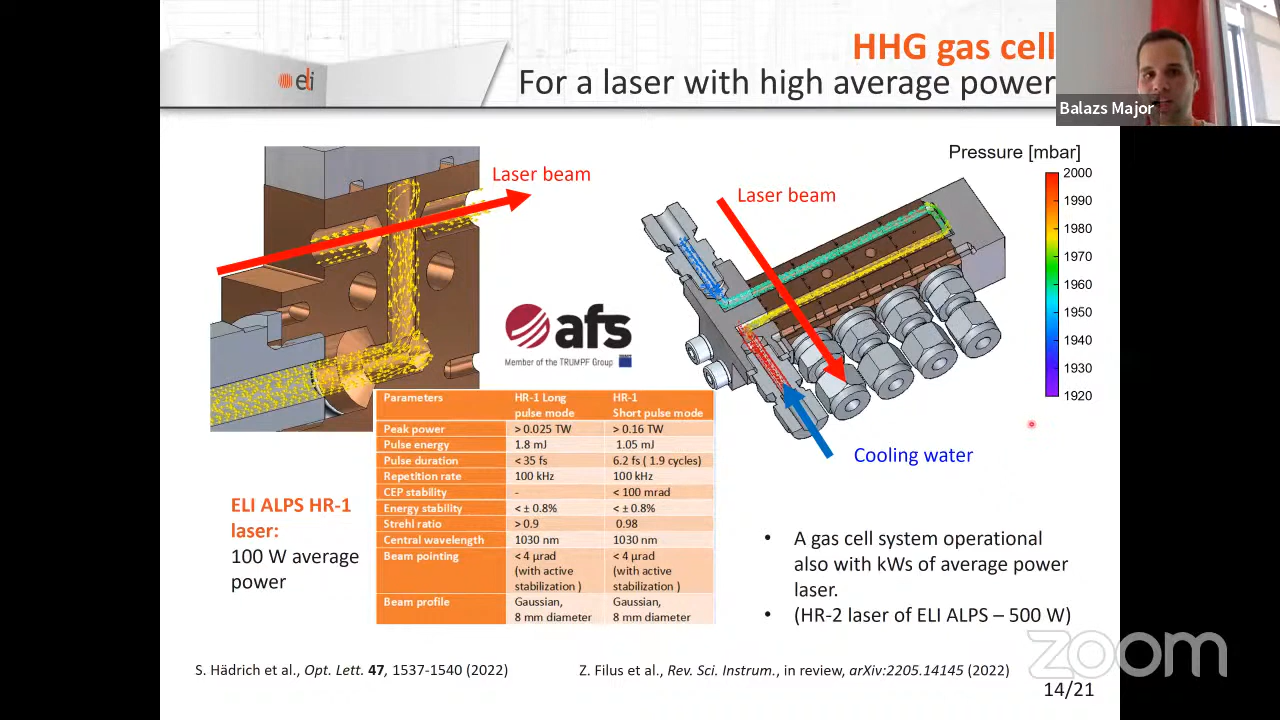 HHG gas cell
For a laser with high average power
eli
Balazs Major
Laser beam
Laser beam
Pressure [mbar]
2000
1990
1980
1970
1960
1950
1940
1930
1920
afs
Member of the TRUMPF Group
Cooling water
Parameters HR-1 Long pulse mode HR-1 Short pulse mode
Peak power > 0.025 TW > 0.16 TW
Pulse energy 1.8 mJ 1.05 mJ
Pulse duration < 35 fs 6.2 fs ( 1.9 cycles)
Repetition rate 100 kHz 100 kHz
CEP stability - < 100 mrad
Energy stability < ± 0.8% < ± 0.8%
Strehl ratio > 0.9 0.98
Central wavelength 1030 nm 1030 nm
Beam pointing < 4 µrad (with active stabilization ) < 4 µrad (with active stabilization )
Beam profile Gaussian, 8 mm diameter Gaussian, 8 mm diameter
ELI ALPS HR-1
laser:
100 W average
power
• A gas cell system operational
also with kWs of average power
laser.
• (HR-2 laser of ELI ALPS – 500 W)
zoom
S. Hädrich et al., Opt. Lett. 47, 1537-1540 (2022)
Z. Filus et al., Rev. Sci. Instrum., in review, arXiv:2205.14145 (2022)
14/21